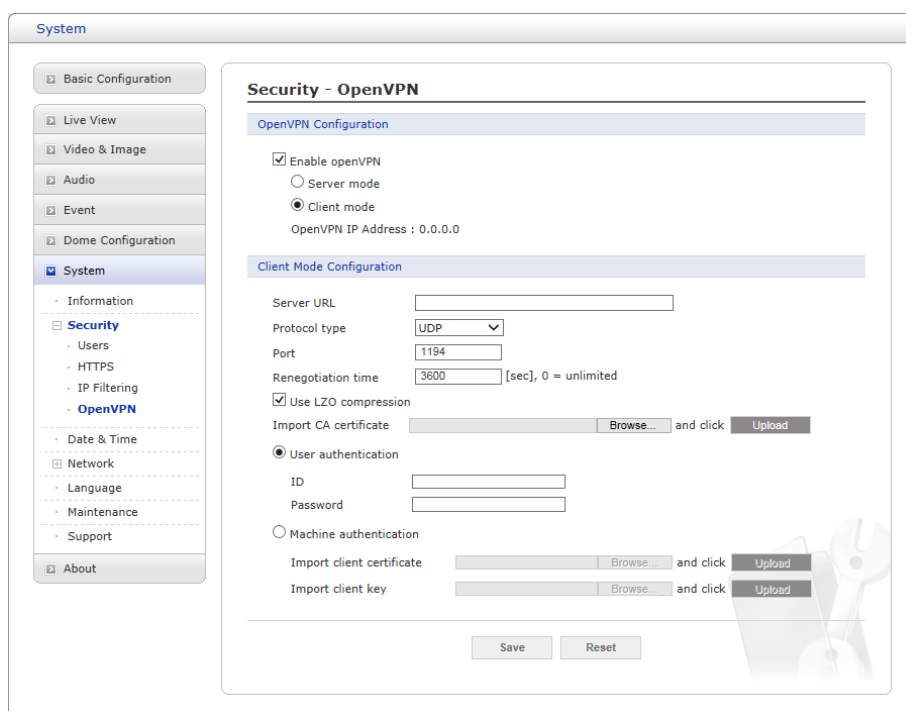 System
Basic Configuration
Live View
Video & Image
Audio
Event
Dome Configuration
System
Information
Security
Users
HTTPS
IP Filtering
OpenVPN
Date & Time
Network
Language
Maintenance
Support
About
Security - OpenVPN
OpenVPN Configuration
Enable openVPN
Server mode
Client mode
OpenVPN IP Address : 0.0.0.0
Client Mode Configuration
Server URL
Protocol type UDP
Port 1194
Renegotiation time 3600 [sec], 0 = unlimited
Use LZO compression
Import CA certificate Browse... and click Upload
User authentication
ID
Password
Machine authentication
Import client certificate Browse... and click Upload
Import client key Browse... and click Upload
Save Reset